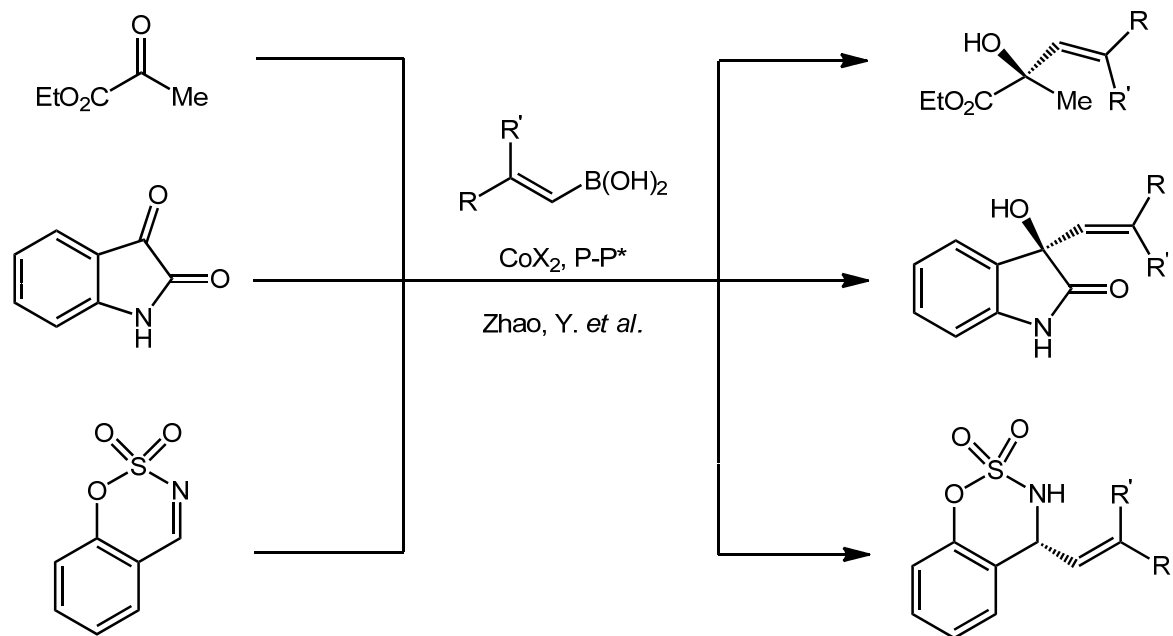 O
EtO₂C
Me
O
O
N
H
O
O
S
O
N
R'
R
B(OH)₂
CoX₂, P-P*
Zhao, Y. et al.
HO
R
EtO₂C
Me
R'
HO
R
R'
O
N
H
O
O
S
O
NH
R'
R